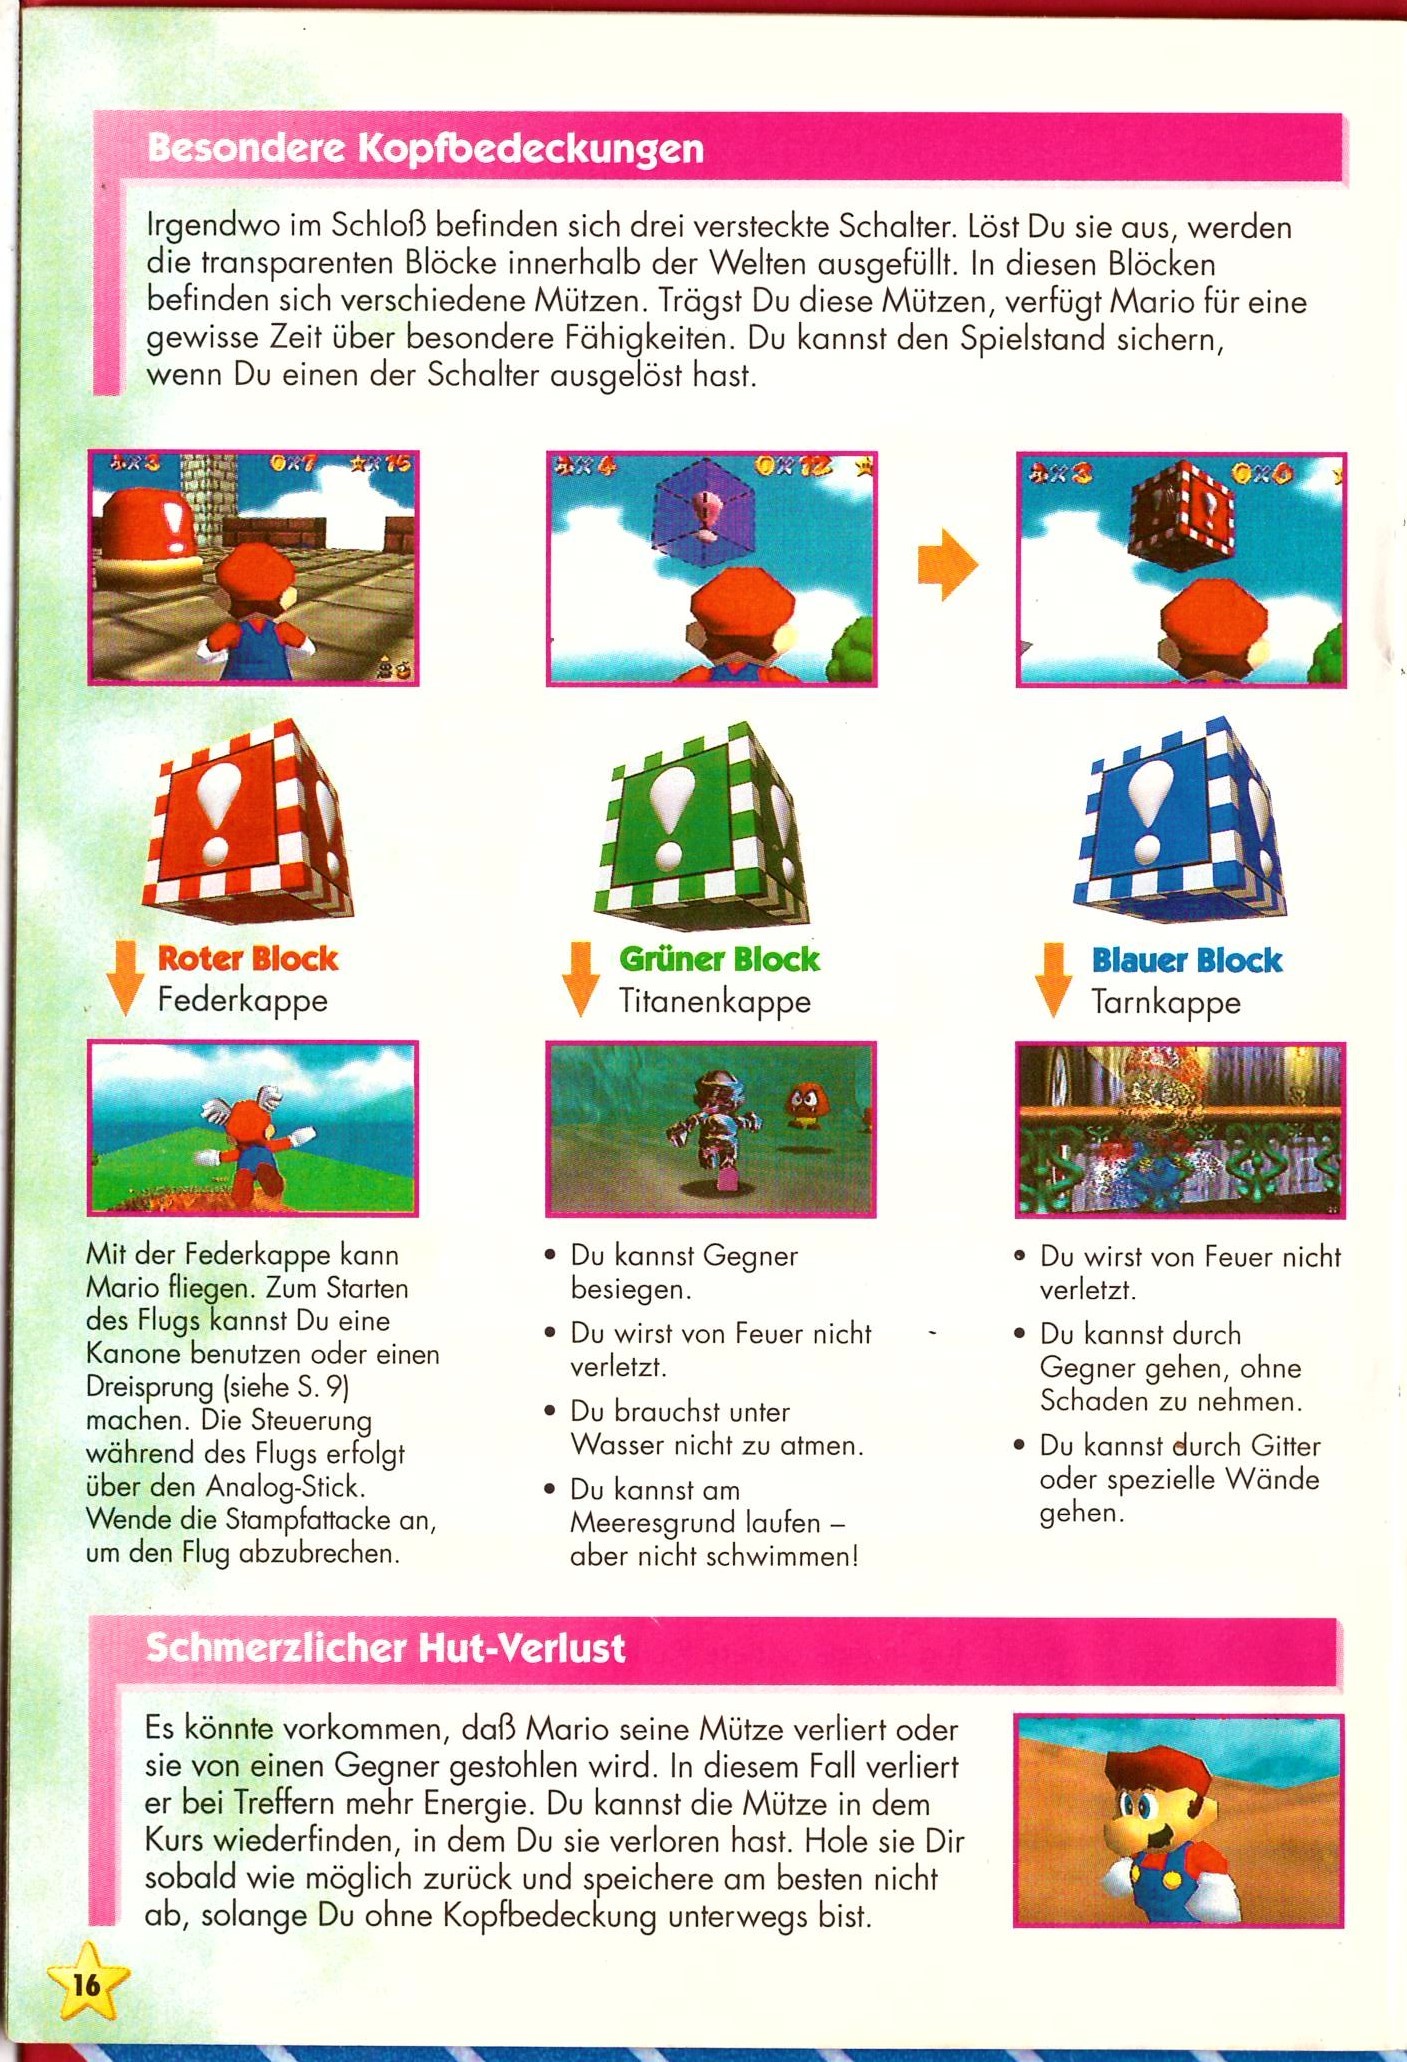 Besondere Kopfbedeckungen
Irgendwo im Schloß befinden sich drei versteckte Schalter. Löst Du sie aus, werden
die transparenten Blöcke innerhalb der Welten ausgefüllt. In diesen Blöcken
befinden sich verschiedene Mützen. Trägst Du diese Mützen, verfügt Mario für eine
gewisse Zeit über besondere Fähigkeiten. Du kannst den Spielstand sichern,
wenn Du einen der Schalter ausgelöst hast.
×3 ×7 ×15
×4 ×12
×3 ×0
Roter Block
Federkappe
Grüner Block
Titanenkappe
Blauer Block
Tarnkappe
Mit der Federkappe kann
Mario fliegen. Zum Starten
des Flugs kannst Du eine
Kanone benutzen oder einen
Dreisprung (siehe S. 9)
machen. Die Steuerung
während des Flugs erfolgt
über den Analog-Stick.
Wende die Stampfattacke an,
um den Flug abzubrechen.
• Du kannst Gegner
besiegen.
• Du wirst von Feuer nicht
verletzt.
• Du brauchst unter
Wasser nicht zu atmen.
• Du kannst am
Meeresgrund laufen –
aber nicht schwimmen!
• Du wirst von Feuer nicht
verletzt.
• Du kannst durch
Gegner gehen, ohne
Schaden zu nehmen.
• Du kannst durch Gitter
oder spezielle Wände
gehen.
Schmerzlicher Hut-Verlust
Es könnte vorkommen, daß Mario seine Mütze verliert oder
sie von einen Gegner gestohlen wird. In diesem Fall verliert
er bei Treffern mehr Energie. Du kannst die Mütze in dem
Kurs wiederfinden, in dem Du sie verloren hast. Hole sie Dir
sobald wie möglich zurück und speichere am besten nicht
ab, solange Du ohne Kopfbedeckung unterwegs bist.
16